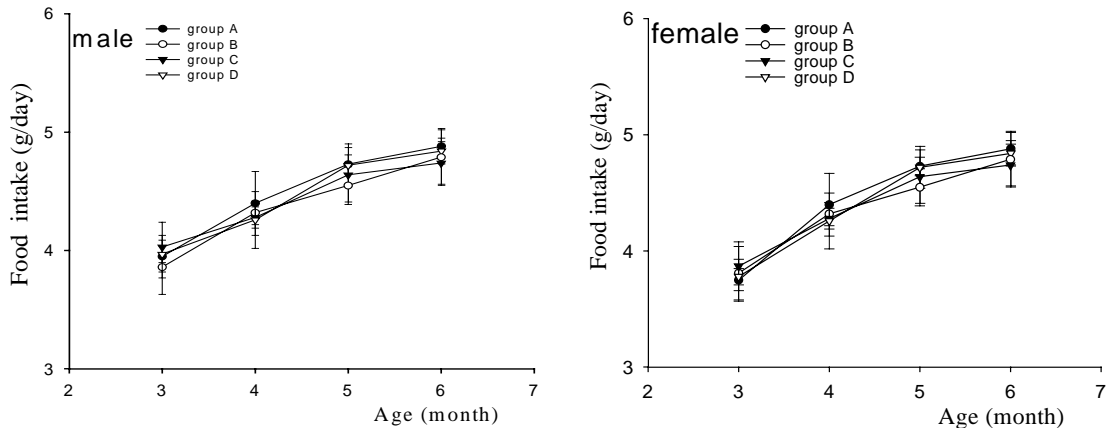 6
5
4
3
2 3 4 5 6 7
male
group A
group B
group C
group D
Food intake (g/day)
Age (month)
6
5
4
3
2 3 4 5 6 7
female
group A
group B
group C
group D
Food intake (g/day)
Age (month)